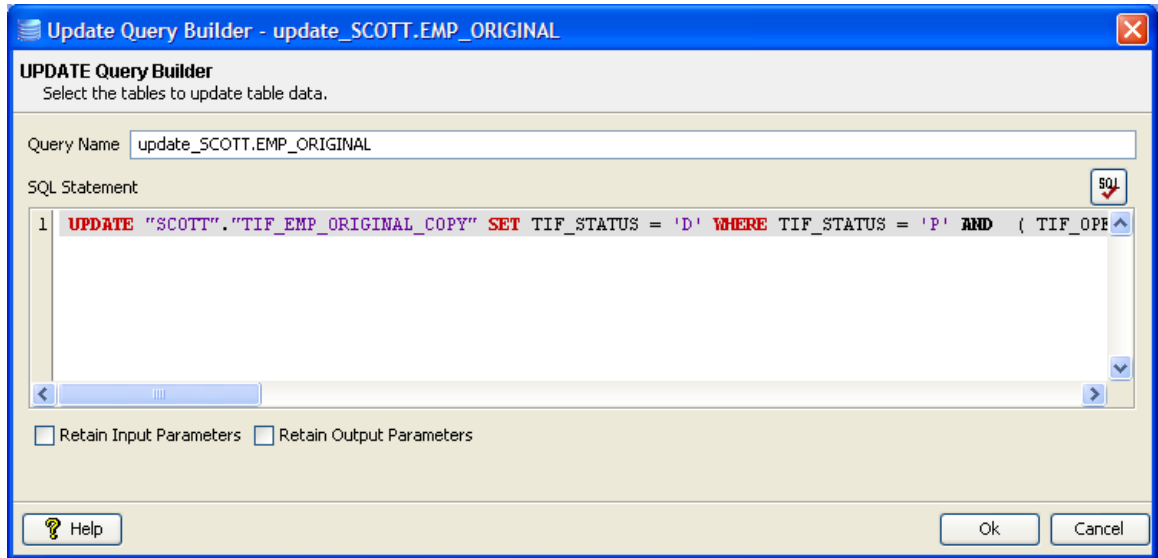 Update Query Builder - update_SCOTT.EMP_ORIGINAL
UPDATE Query Builder
Select the tables to update table data.
Query Name update_SCOTT.EMP_ORIGINAL
SQL Statement
SQL
1 UPDATE "SCOTT"."TIF_EMP_ORIGINAL_COPY" SET TIF_STATUS = 'D' WHERE TIF_STATUS = 'P' AND ( TIF_OPE
Retain Input Parameters Retain Output Parameters
? Help Ok Cancel